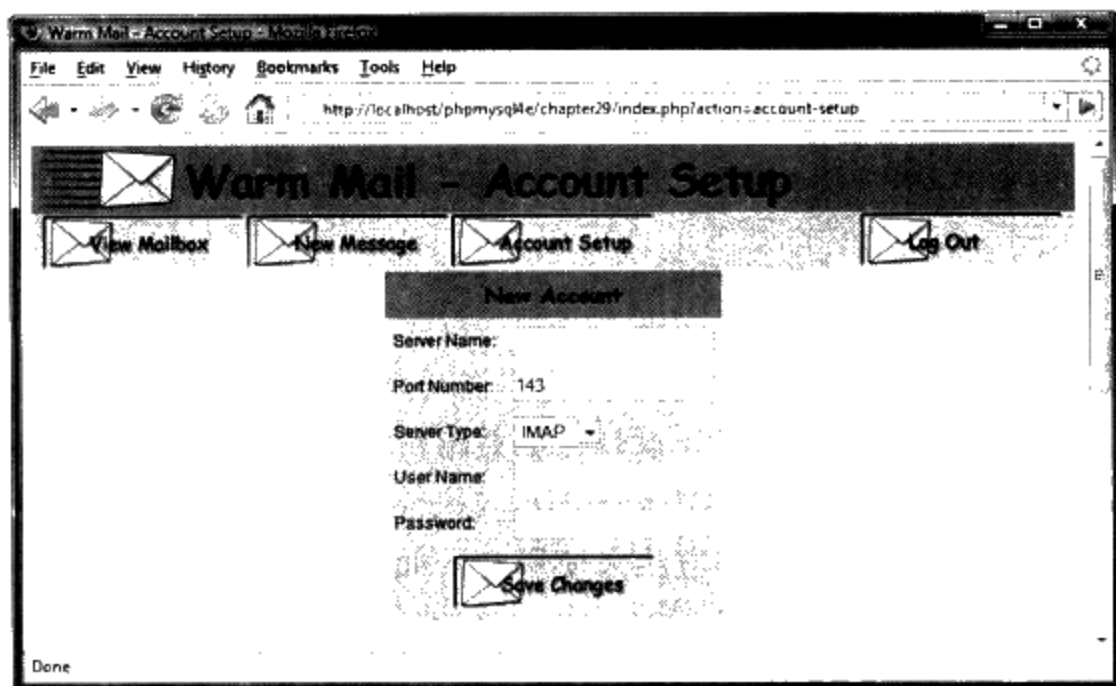 Warm Mail - Account Setup - Mozilla Firefox
File Edit View History Bookmarks Tools Help
http://localhost/phpmysql4e/chapter29/index.php?action=account-setup
Warm Mail - Account Setup
View Mailbox New Message Account Setup Log Out
New Account
Server Name:
Port Number: 143
Server Type: IMAP
User Name:
Password:
Save Changes
Done